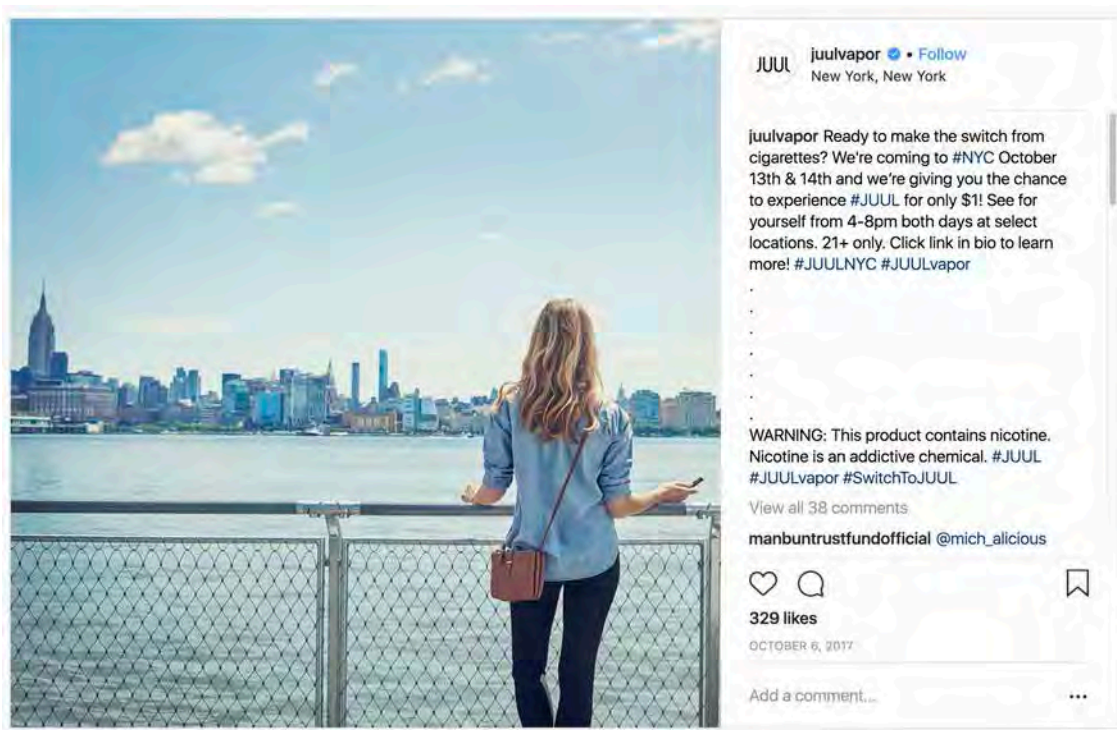 JUUL
juulvapor • Follow
New York, New York
juulvapor Ready to make the switch from
cigarettes? We're coming to #NYC October
13th & 14th and we're giving you the chance
to experience #JUUL for only $1! See for
yourself from 4-8pm both days at select
locations. 21+ only. Click link in bio to learn
more! #JUULNYC #JUULvapor
.
.
.
.
.
.
.
WARNING: This product contains nicotine.
Nicotine is an addictive chemical. #JUUL
#JUULvapor #SwitchToJUUL
View all 38 comments
manbuntrustfundofficial @mich_alicious
329 likes
OCTOBER 6, 2017
Add a comment...